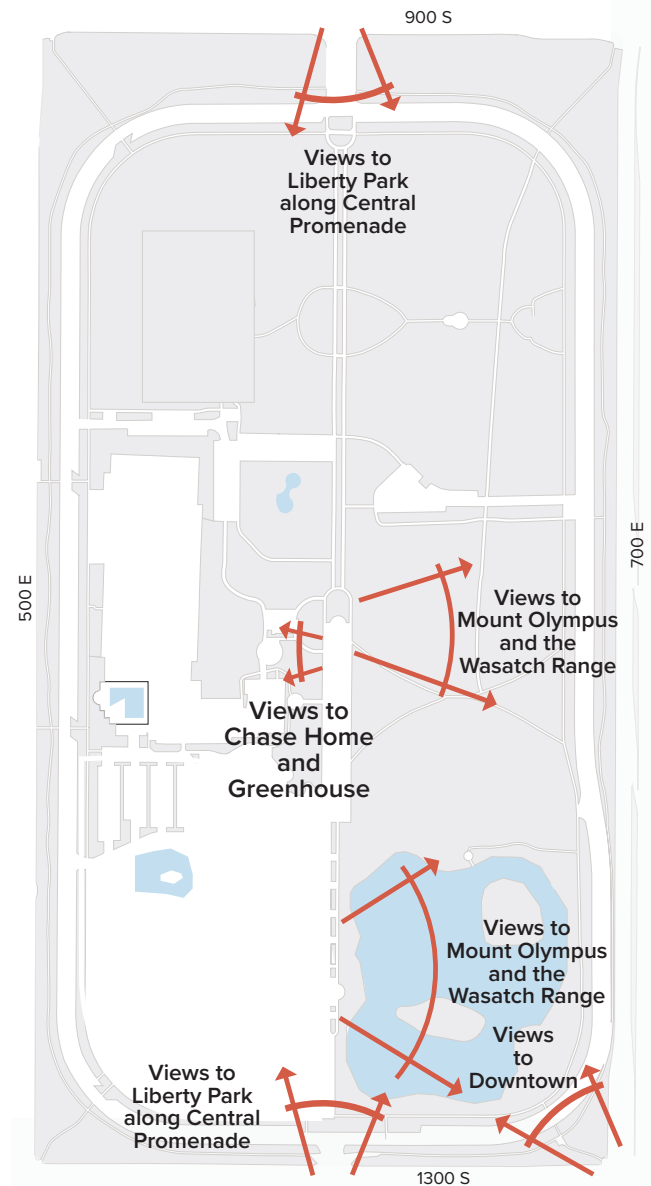 900 S
Views to
Liberty Park
along Central
Promenade
700 E
500 E
Views to
Mount Olympus
and the
Wasatch Range
Views to
Chase Home
and
Greenhouse
Views to
Mount Olympus
and the
Wasatch Range
Views
to
Downtown
Views to
Liberty Park
along Central
Promenade
1300 S